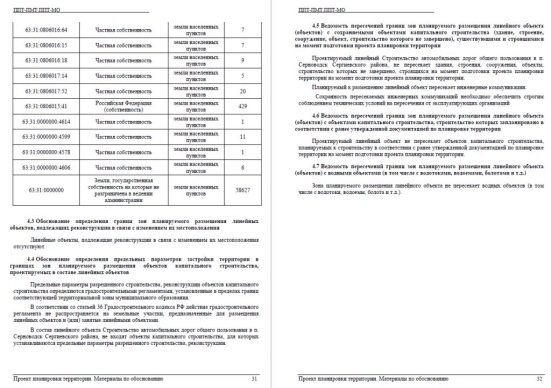 ППТ-ПМТ ППТ-МО
63:31:0806016:64 Частная собственность земли населенных пунктов 7
63:31:0806016:15 Частная собственность земли населенных пунктов 7
63:31:0806016:18 Частная собственность земли населенных пунктов 9
63:31:0806017:14 Частная собственность земли населенных пунктов 5
63:31:0806017:52 Частная собственность земли населенных пунктов 20
63:31:0806015:41 Российская Федерация (собственность) земли населенных пунктов 429
63:31:0000000:4614 Частная собственность земли населенных пунктов 1
63:31:0000000:4599 Частная собственность земли населенных пунктов 11
63:31:0000000:4578 Частная собственность земли населенных пунктов 1
63:31:0000000:4606 Частная собственность земли населенных пунктов 6
63:31:0000000 Земли, государственная собственность на которые не разграничена в ведении администрации земли населенных пунктов 58627
4.3 Обоснование определения границ зон планируемого размещения линейных
объектов, подлежащих реконструкции в связи с изменением их местоположения
Линейные объекты, подлежащие реконструкции в связи с изменением их местоположения
отсутствуют.
4.4 Обоснование определения предельных параметров застройки территории в
границах зон планируемого размещения объектов капитального строительства,
проектируемых в составе линейных объектов
Предельные параметры разрешенного строительства, реконструкции объектов капитального
строительства определяются градостроительными регламентами, установленные в пределах границ
соответствующей территориальной зоны муниципального образования.
В соответствии со статьей 36 Градостроительного кодекса РФ действие градостроительного
регламента не распространяется на земельные участки, предназначенные для размещения
линейных объектов и (или) занятые линейными объектами.
В состав линейного объекта Строительство автомобильных дорог общего пользования в п.
Серноводск Сергиевского района, не входят объекты капитального строительства, для которых
устанавливаются предельные параметры разрешенного строительства, реконструкции.
Проект планировки территории. Материалы по обоснованию 31
ППТ-ПМТ ППТ-МО
4.5 Ведомость пересечений границ зон планируемого размещения линейного объекта
(объектов) с сохраняемыми объектами капитального строительства (здание, строение,
сооружение, объект, строительство которого не завершено), существующими и строящимися
на момент подготовки проекта планировки территории
Проектируемый линейный Строительство автомобильных дорог общего пользования в п.
Серноводск Сергиевского района, не пересекает здания, строения, сооружения, объекты,
строительство которых не завершено, строящихся на момент подготовки проекта планировки
территории на момент подготовки проекта планировки территории.
Планируемый к размещению линейный объект пересекает инженерные коммуникации.
Сохранность пересекаемых инженерных коммуникаций необходимо обеспечить строгим
соблюдением технических условий на пересечения от эксплуатирующих организаций
4.6 Ведомость пересечений границ зон планируемого размещения линейного объекта
(объектов) с объектами капитального строительства, строительство которых запланировано в
соответствии с ранее утвержденной документацией по планировке территории
Проектируемый линейный объект не пересекает объектов капитального строительства,
планируемых к строительству в соответствии с ранее утвержденной документацией по планировке
территории на момент подготовки проекта планировки территории.
4.7 Ведомость пересечений границ зон планируемого размещения линейного объекта
(объектов) с водными объектами (в том числе с водотоками, водоемами, болотами и т.д.)
Зона планируемого размещения линейного объекта не пересекает водных объектов (в том
числе с водотоки, водоемы, болота и т.д.).
Проект планировки территории. Материалы по обоснованию 32